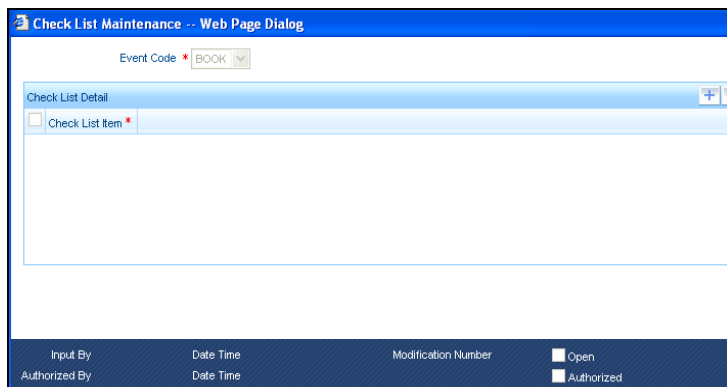 Check List Maintenance -- Web Page Dialog
Event Code * BOOK
Check List Detail
Check List Item *
Input By Date Time Modification Number Open
Authorized By Date Time Authorized